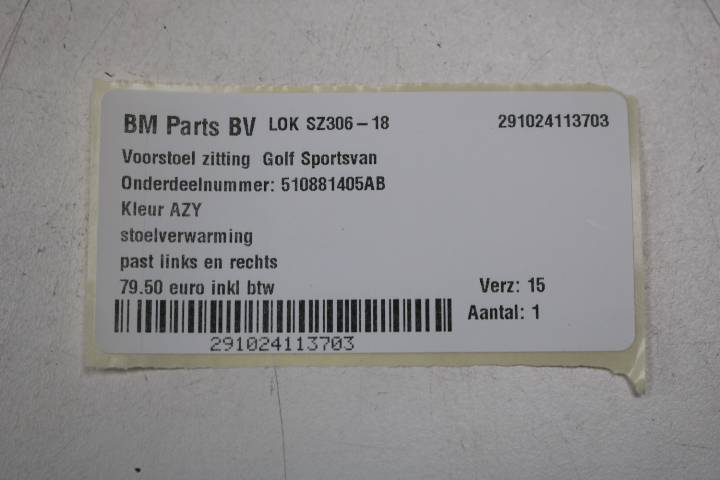 BM Parts BV LOK SZ306-18 291024113703
Voorstoel zitting Golf Sportsvan
Onderdeelnummer: 510881405AB
Kleur AZY
stoelverwarming
past links en rechts
79.50 euro inkl btw Verz: 15
Aantal: 1
291024113703